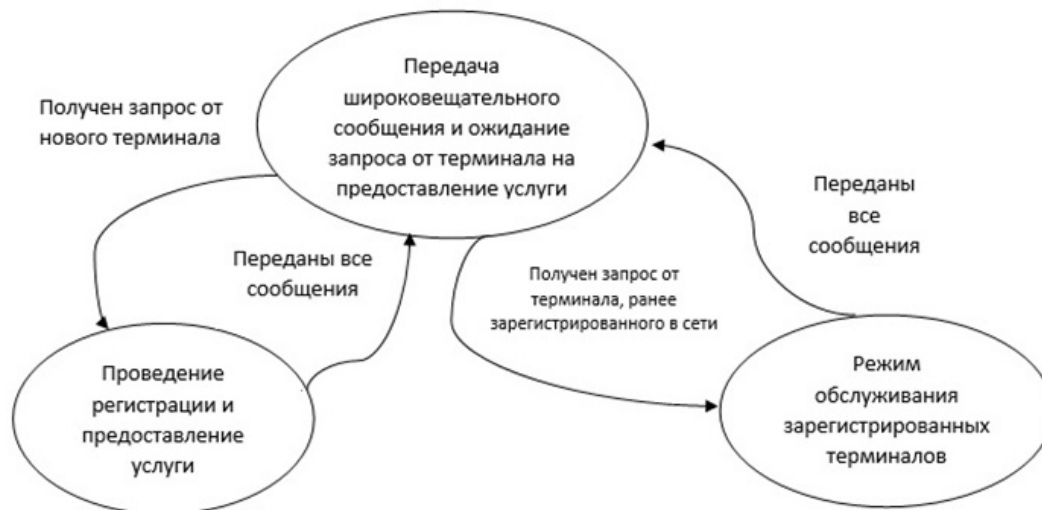 Передача
широковещательного
сообщения и ожидание
запроса от терминала на
предоставление услуги
Получен запрос от
нового терминала
Переданы
все
сообщения
Переданы все
сообщения
Получен запрос от
терминала, ранее
зарегистрированного в сети
Проведение
регистрации и
предоставление
услуги
Режим
обслуживания
зарегистрированных
терминалов